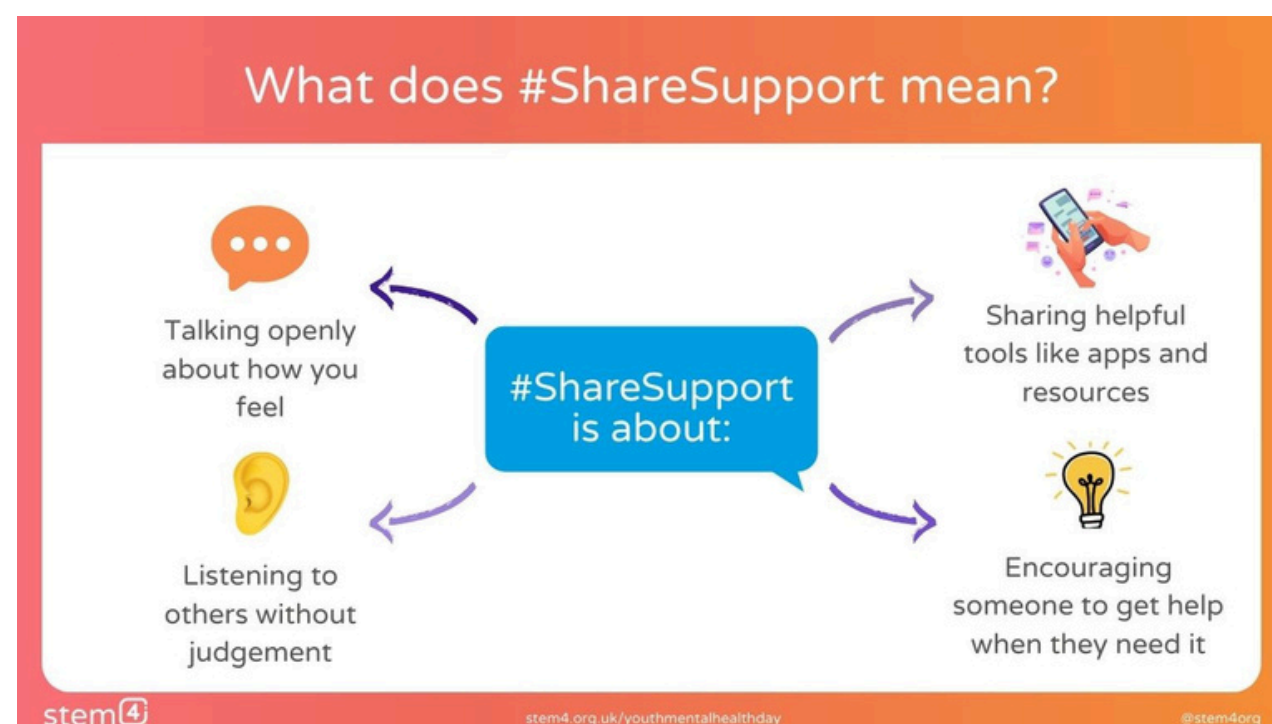 What does #ShareSupport mean?
Talking openly
about how you
feel
Listening to
others without
judgement
#ShareSupport
is about:
Sharing helpful
tools like apps and
resources
Encouraging
someone to get help
when they need it
stem4
stem4.org.uk/youthmentalhealthday
@stem4org